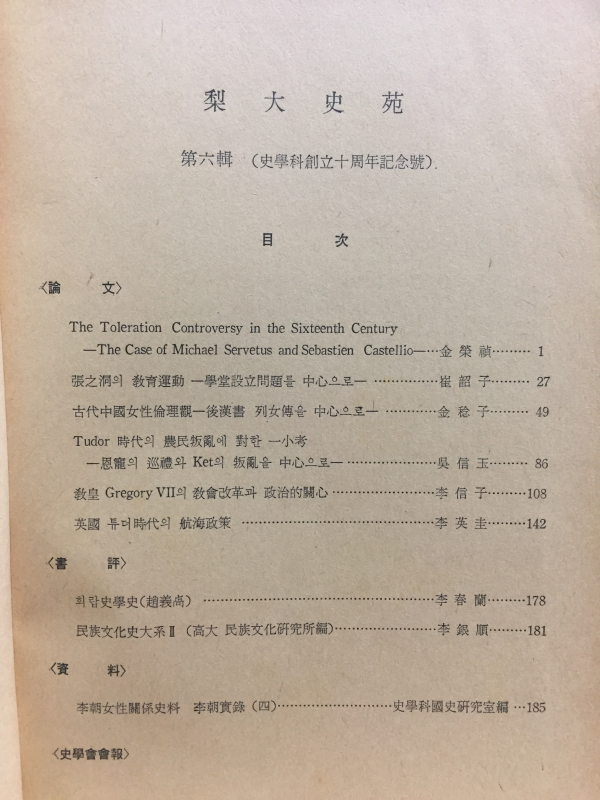 梨大史苑
第六輯 (史學科創立十周年記念號).
目 次
〈論 文〉
The Toleration Controversy in the Sixteenth Century
—The Case of Michael Servetus and Sebastien Castellio—…金榮禎……… 1
張之洞의 敎育運動 —學堂設立問題를 中心으로— ……………崔韶子……… 27
古代中國女性倫理觀—後漢書 列女傳을 中心으로— …………金稔子……… 49
Tudor 時代의 農民叛亂에 對한 一小考
—恩寵의 巡禮와 Ket의 叛亂을 中心으로—………………吳信玉……… 86
敎皇 Gregory VII의 敎會改革과 政治的關心…………………李信子………108
英國 튜더時代의 航海政策 …………………………………李英圭………142
〈書 評〉
희랍史學史(趙義卨) ………………………………………李春蘭………178
民族文化史大系Ⅱ (高大 民族文化硏究所編)………………李銀順………181
〈資 料〉
李朝女性關係史料 李朝實錄 (四)………………………史學科國史硏究室編…185
〈史學會會報〉